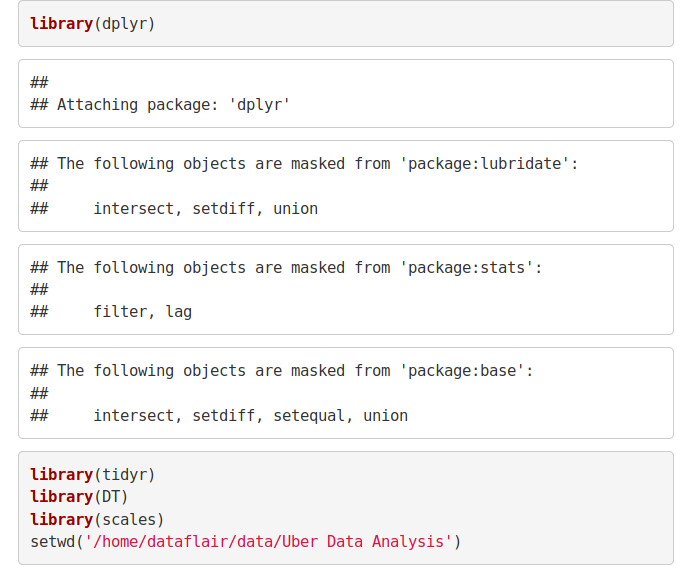 library(dplyr)
##
## Attaching package: 'dplyr'
## The following objects are masked from 'package:lubridate':
##
##     intersect, setdiff, union
## The following objects are masked from 'package:stats':
##
##     filter, lag
## The following objects are masked from 'package:base':
##
##     intersect, setdiff, setequal, union
library(tidyr)
library(DT)
library(scales)
setwd('/home/dataflair/data/Uber Data Analysis')